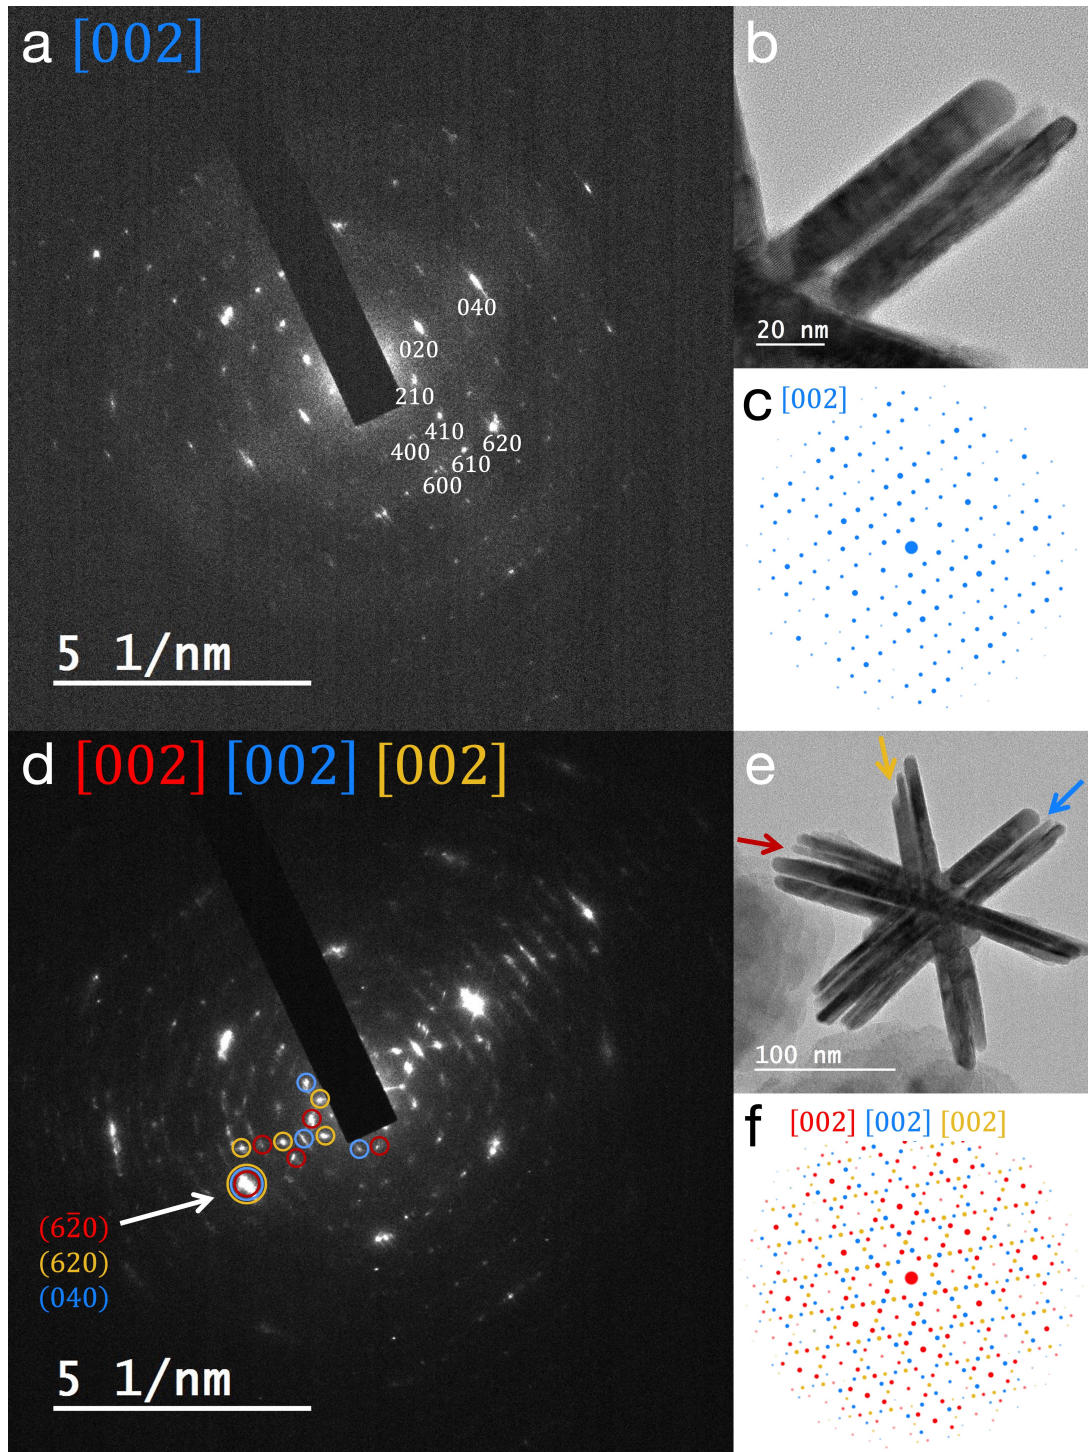 a [002]
040
020
210
410
400
620
610
600
5 1/nm
b
20 nm
c [002]
d [002] [002] [002]
(62̅0)
(620)
(040)
5 1/nm
e
100 nm
f [002] [002] [002]